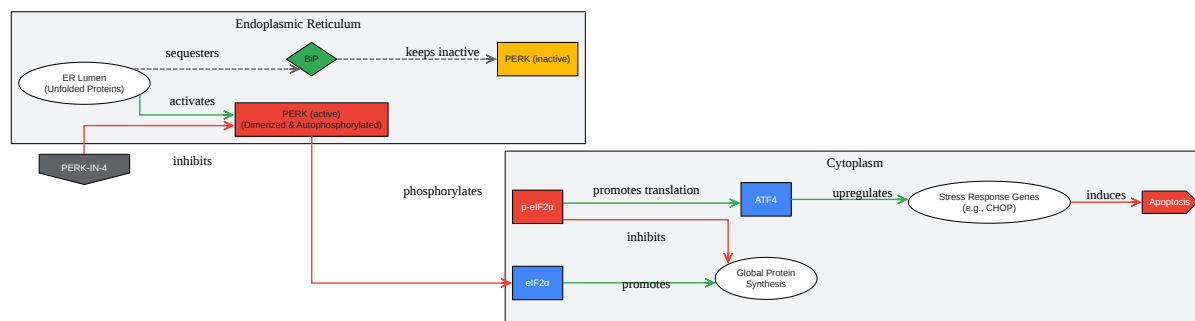 Endoplasmic Reticulum
sequesters
BiP
keeps inactive
PERK (inactive)
ER Lumen
(Unfolded Proteins)
activates
PERK (active)
(Dimerized & Autophosphorylated)
PERK-IN-4
inhibits
Cytoplasm
phosphorylates
p-eIF2α
promotes translation
ATF4
upregulates
Stress Response Genes
(e.g., CHOP)
induces
Apoptosis
inhibits
eIF2α
promotes
Global Protein
Synthesis